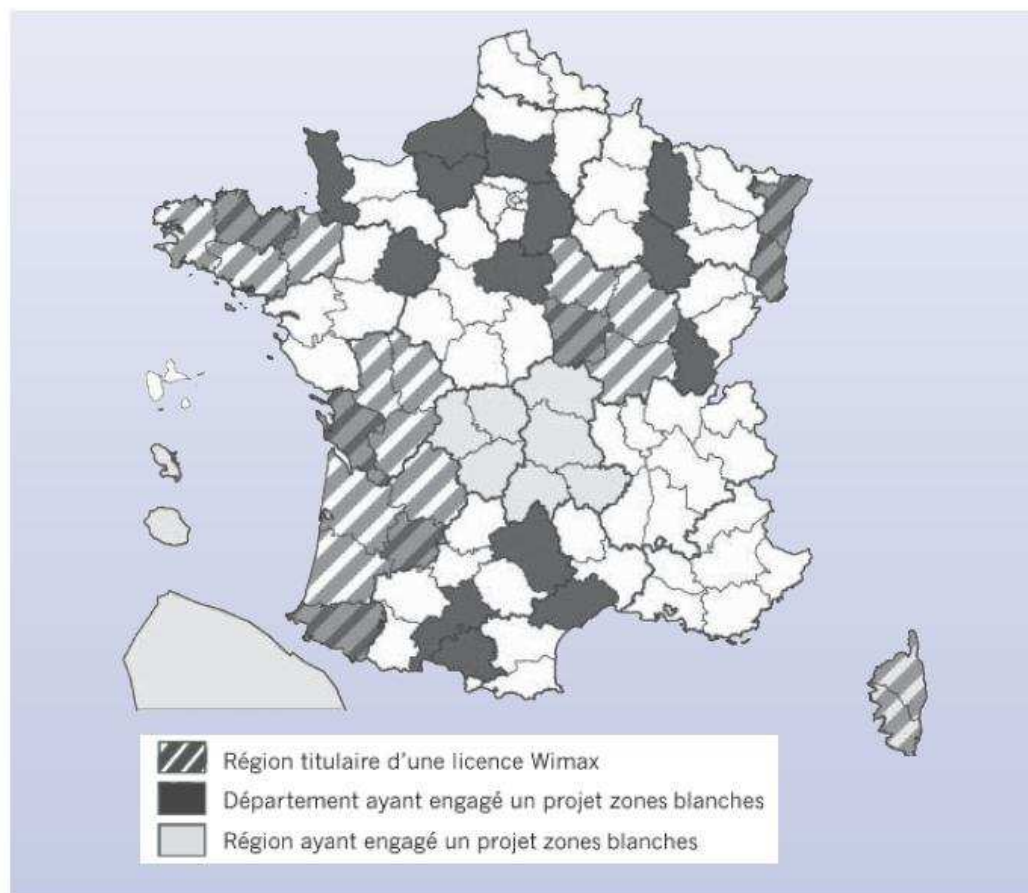 Région titulaire d'une licence Wimax
Département ayant engagé un projet zones blanches
Région ayant engagé un projet zones blanches